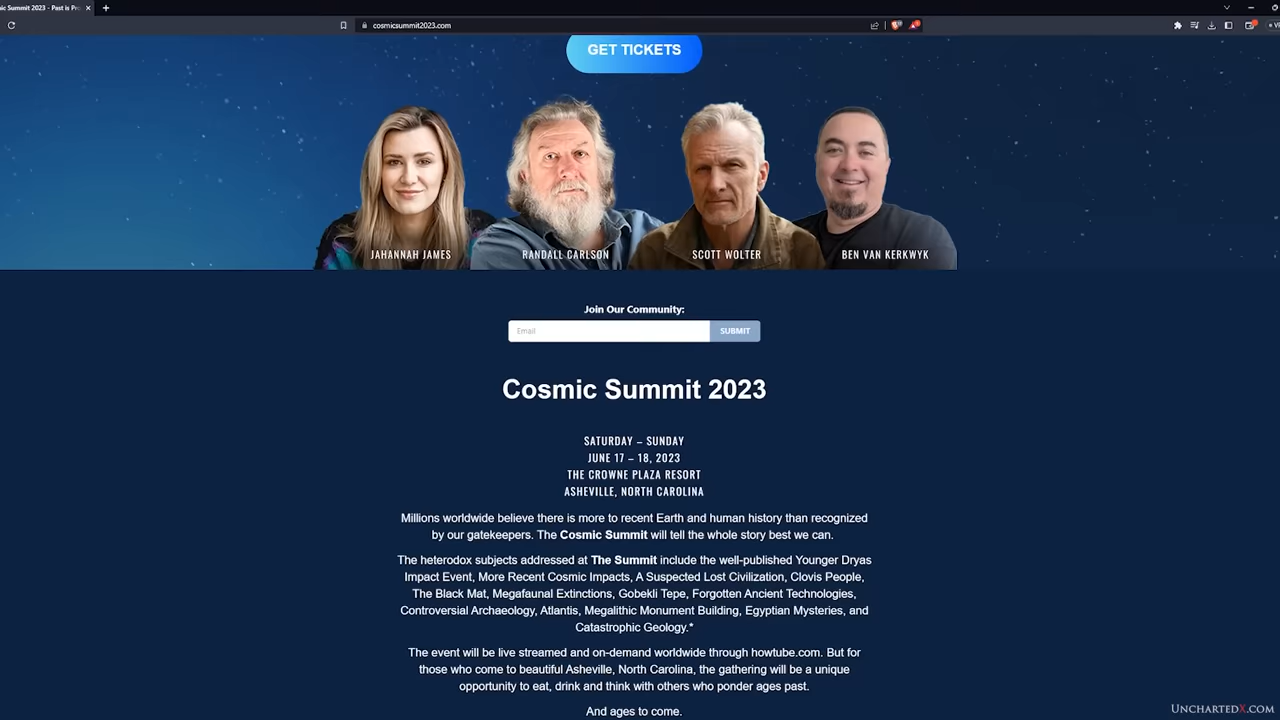 ic Summit 2023 - Past is Pro
cosmicsummit2023.com
GET TICKETS
JAHANNAH JAMES
RANDALL CARLSON
SCOTT WOLTER
BEN VAN KERKWYK
Join Our Community:
Email
SUBMIT
Cosmic Summit 2023
SATURDAY – SUNDAY
JUNE 17 – 18, 2023
THE CROWNE PLAZA RESORT
ASHEVILLE, NORTH CAROLINA
Millions worldwide believe there is more to recent Earth and human history than recognized
by our gatekeepers. The Cosmic Summit will tell the whole story best we can.
The heterodox subjects addressed at The Summit include the well-published Younger Dryas
Impact Event, More Recent Cosmic Impacts, A Suspected Lost Civilization, Clovis People,
The Black Mat, Megafaunal Extinctions, Gobekli Tepe, Forgotten Ancient Technologies,
Controversial Archaeology, Atlantis, Megalithic Monument Building, Egyptian Mysteries, and
Catastrophic Geology.*
The event will be live streamed and on-demand worldwide through howtube.com. But for
those who come to beautiful Asheville, North Carolina, the gathering will be a unique
opportunity to eat, drink and think with others who ponder ages past.
And ages to come.
UNCHARTEDX.COM